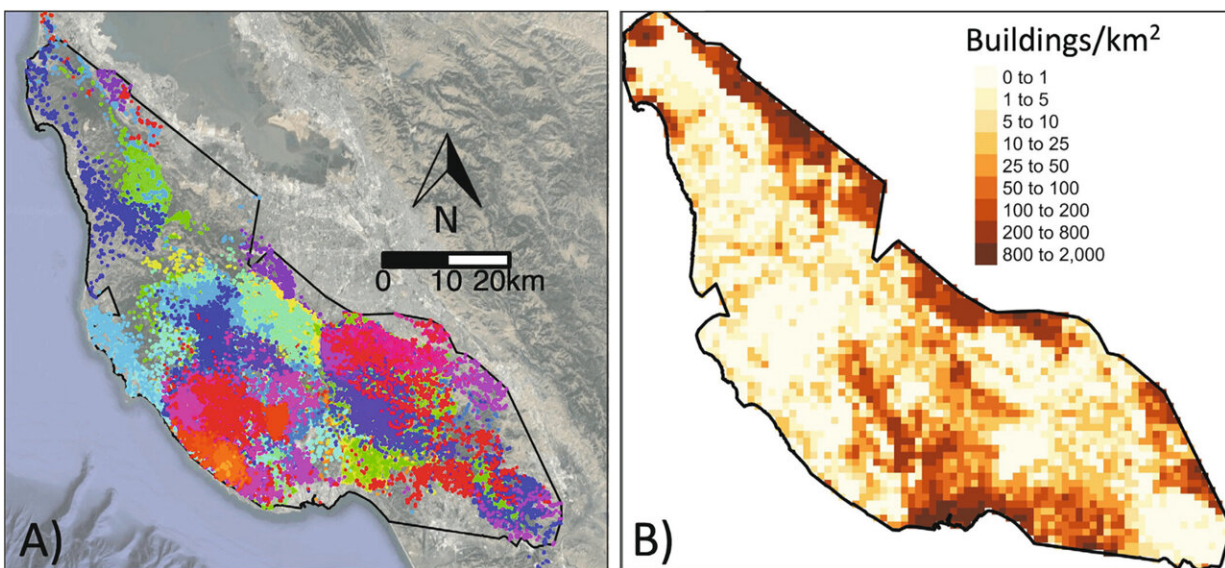 N
0 10 20km
A)
Buildings/km²
0 to 1
1 to 5
5 to 10
10 to 25
25 to 50
50 to 100
100 to 200
200 to 800
800 to 2,000
B)